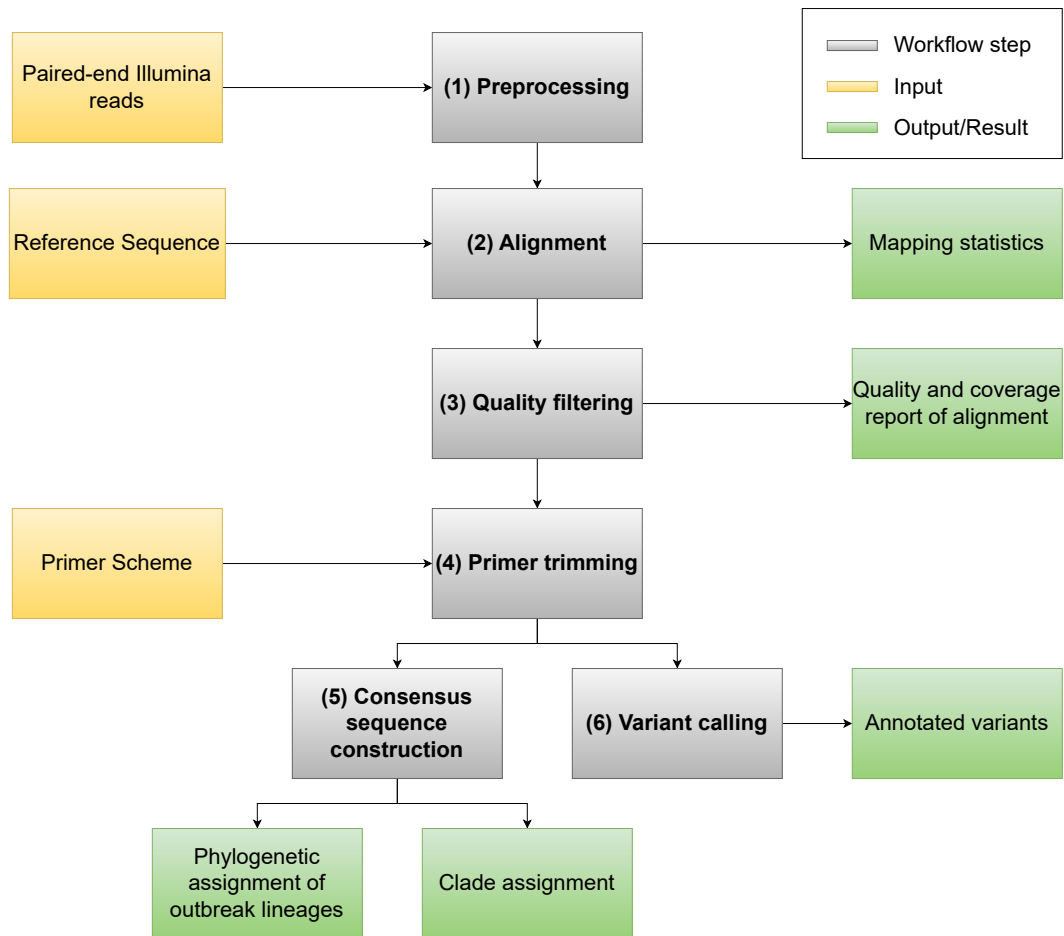 Paired-end Illumina
reads
(1) Preprocessing
Workflow step
Input
Output/Result
Reference Sequence
(2) Alignment
Mapping statistics
(3) Quality filtering
Quality and coverage
report of alignment
Primer Scheme
(4) Primer trimming
(5) Consensus
sequence
construction
(6) Variant calling
Annotated variants
Phylogenetic
assignment of
outbreak lineages
Clade assignment